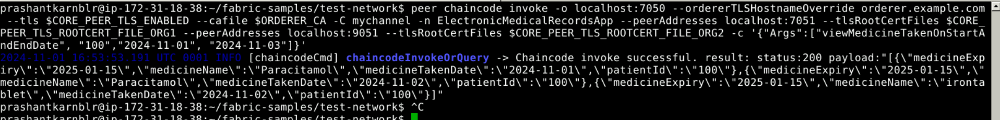 prashantkarnblr@ip-172-31-18-38:~/fabric-samples/test-network$ peer chaincode invoke -o localhost:7050 --ordererTLSHostnameOverride orderer.example.com
 --tls $CORE_PEER_TLS_ENABLED --cafile $ORDERER_CA -C mychannel -n ElectronicMedicalRecordsApp --peerAddresses localhost:7051 --tlsRootCertFiles $CORE_
PEER_TLS_ROOTCERT_FILE_ORG1 --peerAddresses localhost:9051 --tlsRootCertFiles $CORE_PEER_TLS_ROOTCERT_FILE_ORG2 -c '{"Args":["viewMedicineTakenOnStartA
ndEndDate", "100","2024-11-01", "2024-11-03"]}'
2024-11-01 16:53:53.191 UTC 0001 INFO [chaincodeCmd] chaincodeInvokeOrQuery -> Chaincode invoke successful. result: status:200 payload:"[{\"medicineExp
iry\":\"2025-01-15\",\"medicineName\":\"Paracitamol\",\"medicineTakenDate\":\"2024-11-01\",\"patientId\":\"100\"},{\"medicineExpiry\":\"2025-01-15\",\"
medicineName\":\"Paracitamol\",\"medicineTakenDate\":\"2024-11-02\",\"patientId\":\"100\"},{\"medicineExpiry\":\"2025-01-15\",\"medicineName\":\"ironta
blet\",\"medicineTakenDate\":\"2024-11-02\",\"patientId\":\"100\"}]"
prashantkarnblr@ip-172-31-18-38:~/fabric-samples/test-network$ ^C
prashantkarnblr@ip-172-31-18-38:~/fabric-samples/test-network$